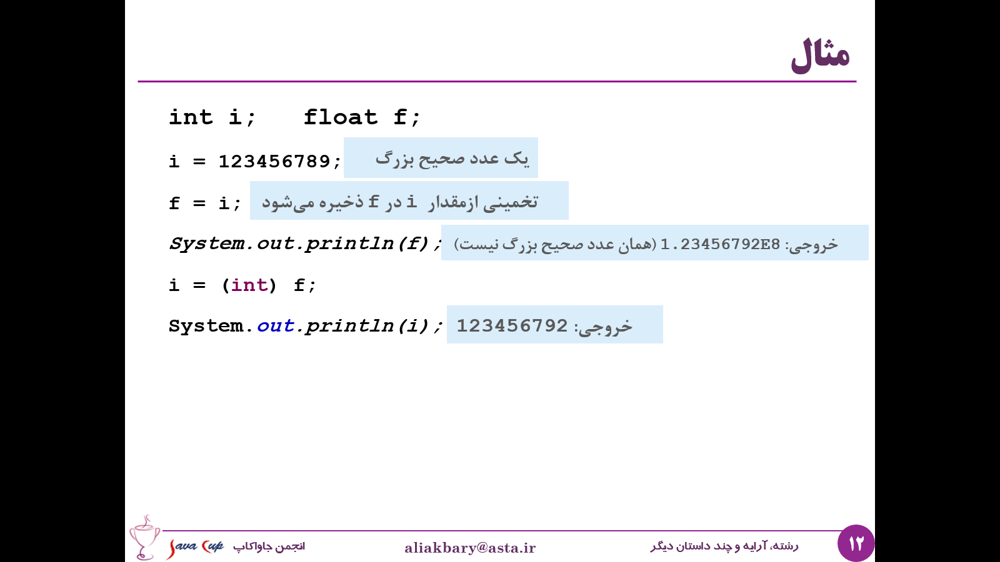 مثال
int i;   float f;
i = 123456789; یک عدد صحیح بزرگ
f = i; تخمینی ازمقدار i در f ذخیره می‌شود
System.out.println(f); خروجی: 1.23456792E8 (همان عدد صحیح بزرگ نیست)
i = (int) f;
System.out.println(i); خروجی: 123456792
۱۲ رشته، آرایه و چند داستان دیگر aliakbary@asta.ir انجمن جاواکاپ Java Cup